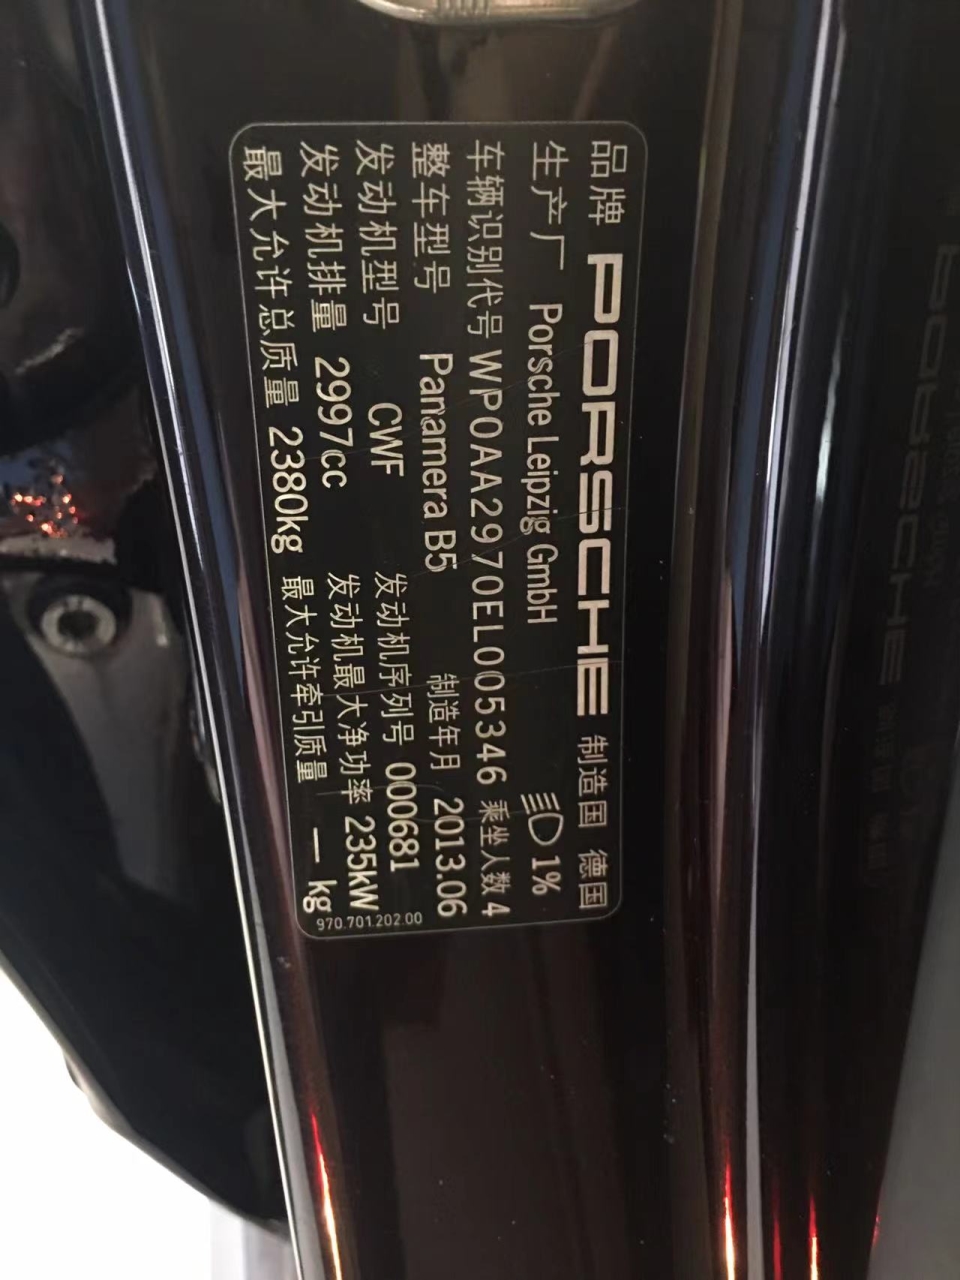 品牌 PORSCHE 制造国 德国
生产厂 Porsche Leipzig GmbH 1%
车辆识别代号 WP0AA2970EL005346 乘坐人数 4
整车型号 Panamera B5 制造年月 2013.06
发动机型号 CWF 发动机序列号 000681
发动机排量 2997cc 发动机最大净功率 235kW
最大允许总质量 2380kg 最大允许牵引质量 — kg
970.701.202.00